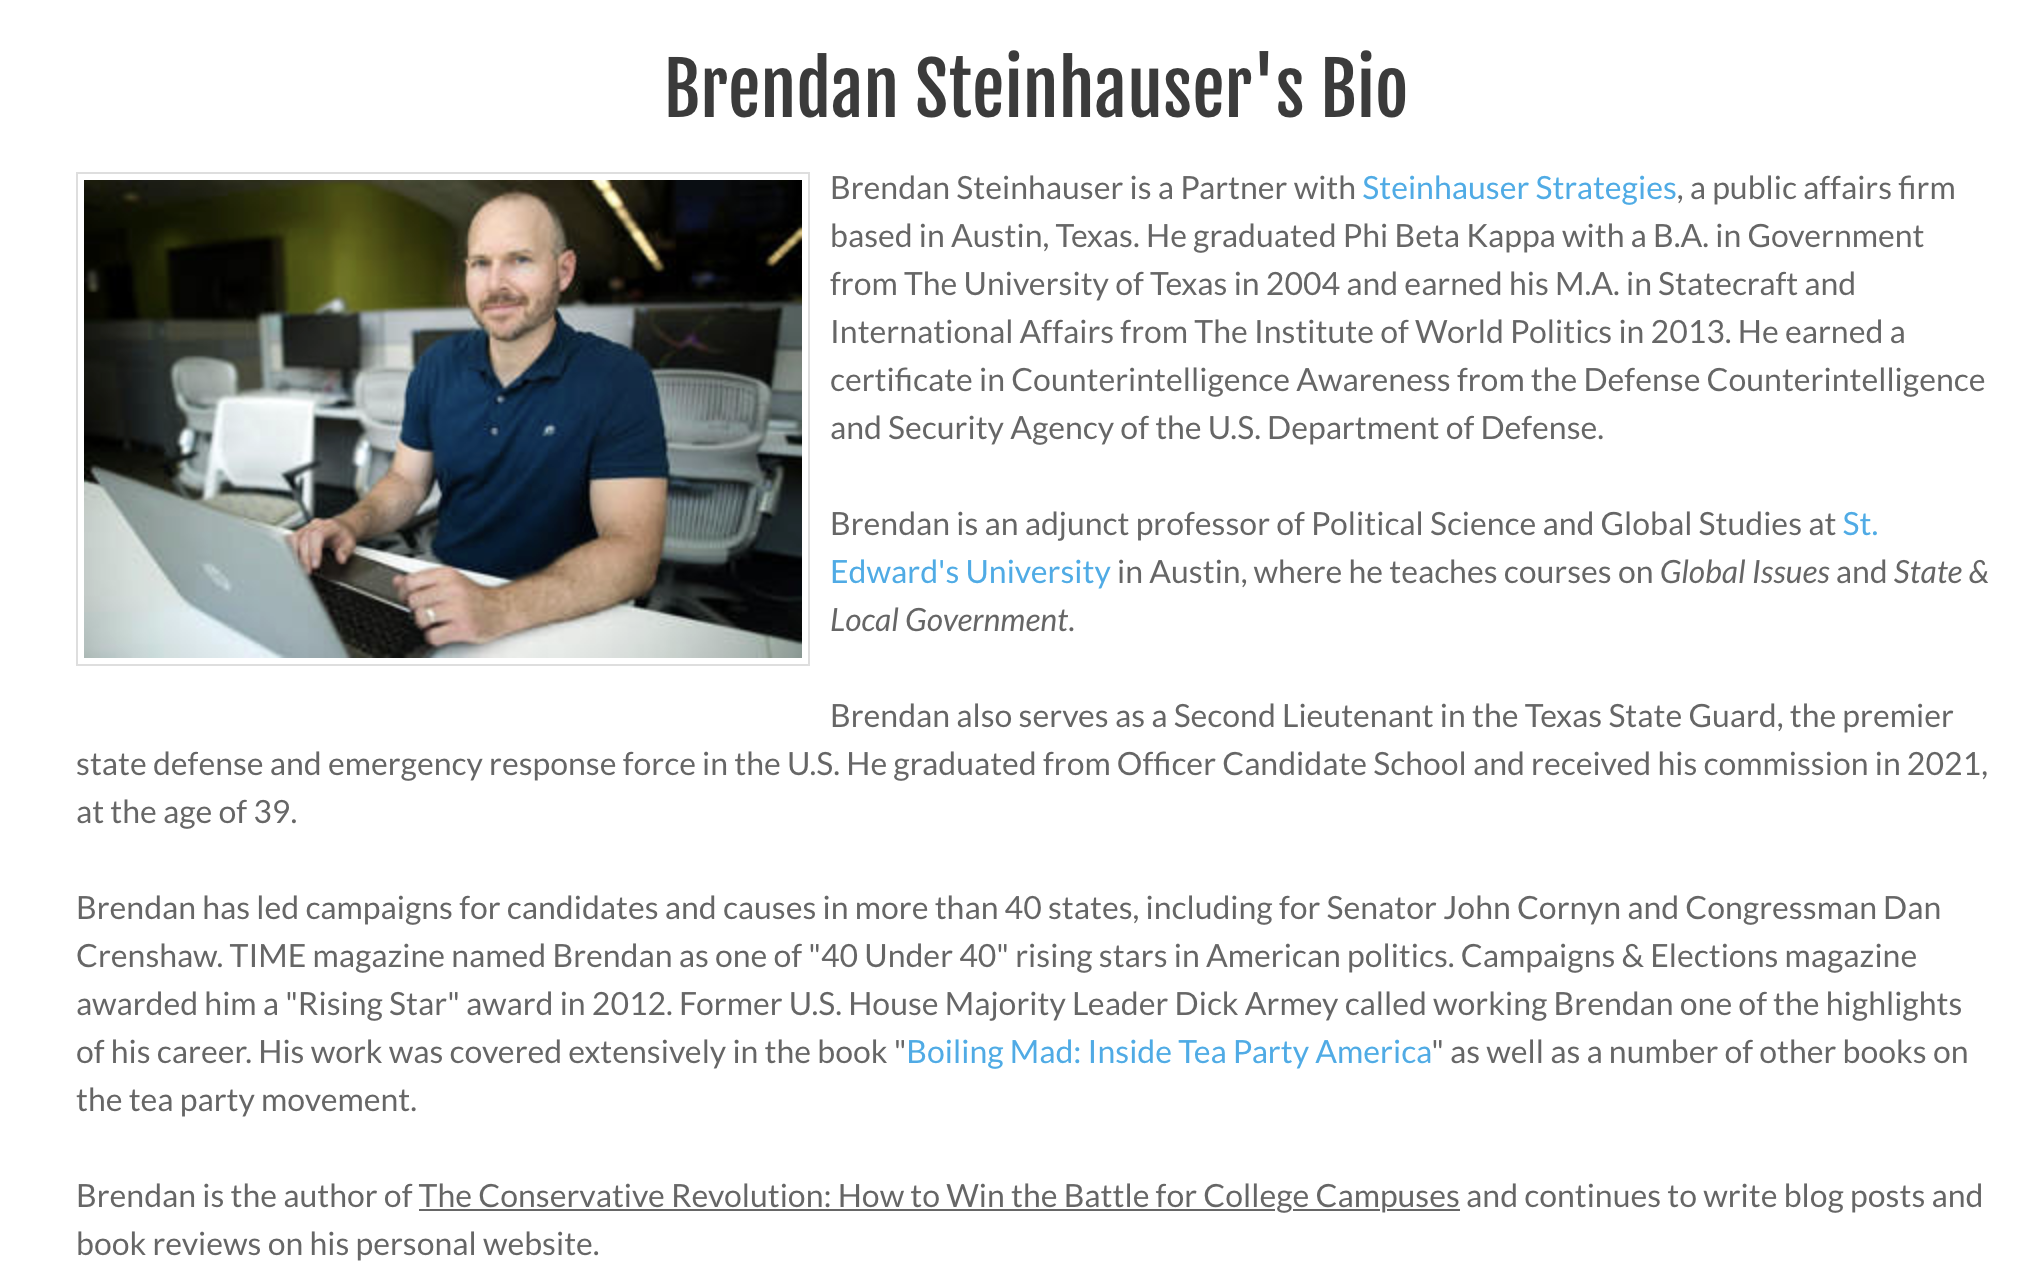 Brendan Steinhauser's Bio
Brendan Steinhauser is a Partner with Steinhauser Strategies, a public affairs firm
based in Austin, Texas. He graduated Phi Beta Kappa with a B.A. in Government
from The University of Texas in 2004 and earned his M.A. in Statecraft and
International Affairs from The Institute of World Politics in 2013. He earned a
certificate in Counterintelligence Awareness from the Defense Counterintelligence
and Security Agency of the U.S. Department of Defense.
Brendan is an adjunct professor of Political Science and Global Studies at St.
Edward's University in Austin, where he teaches courses on Global Issues and State &
Local Government.
Brendan also serves as a Second Lieutenant in the Texas State Guard, the premier
state defense and emergency response force in the U.S. He graduated from Officer Candidate School and received his commission in 2021,
at the age of 39.
Brendan has led campaigns for candidates and causes in more than 40 states, including for Senator John Cornyn and Congressman Dan
Crenshaw. TIME magazine named Brendan as one of "40 Under 40" rising stars in American politics. Campaigns & Elections magazine
awarded him a "Rising Star" award in 2012. Former U.S. House Majority Leader Dick Armey called working Brendan one of the highlights
of his career. His work was covered extensively in the book "Boiling Mad: Inside Tea Party America" as well as a number of other books on
the tea party movement.
Brendan is the author of The Conservative Revolution: How to Win the Battle for College Campuses and continues to write blog posts and
book reviews on his personal website.